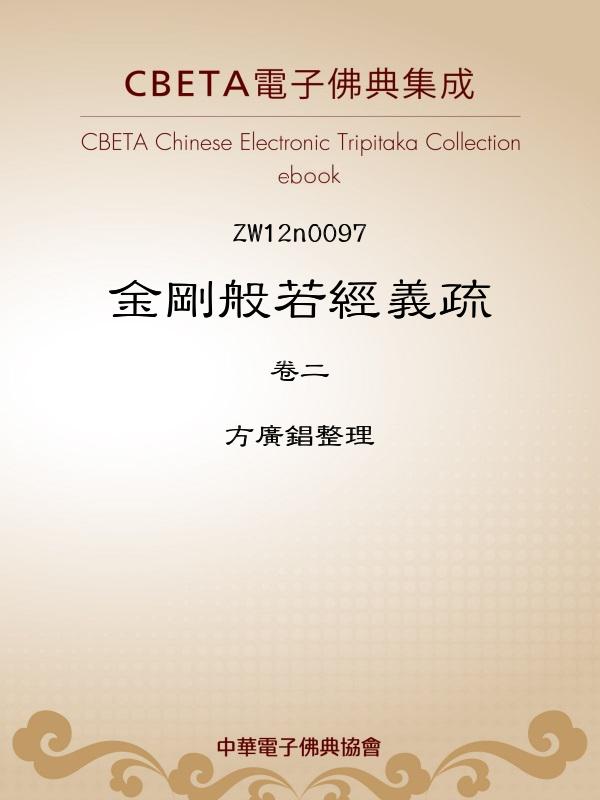 CBETA電子佛典集成
CBETA Chinese Electronic Tripitaka Collection
ebook
ZW12n0097
金剛般若經義疏
卷二
方廣錩整理
中華電子佛典協會